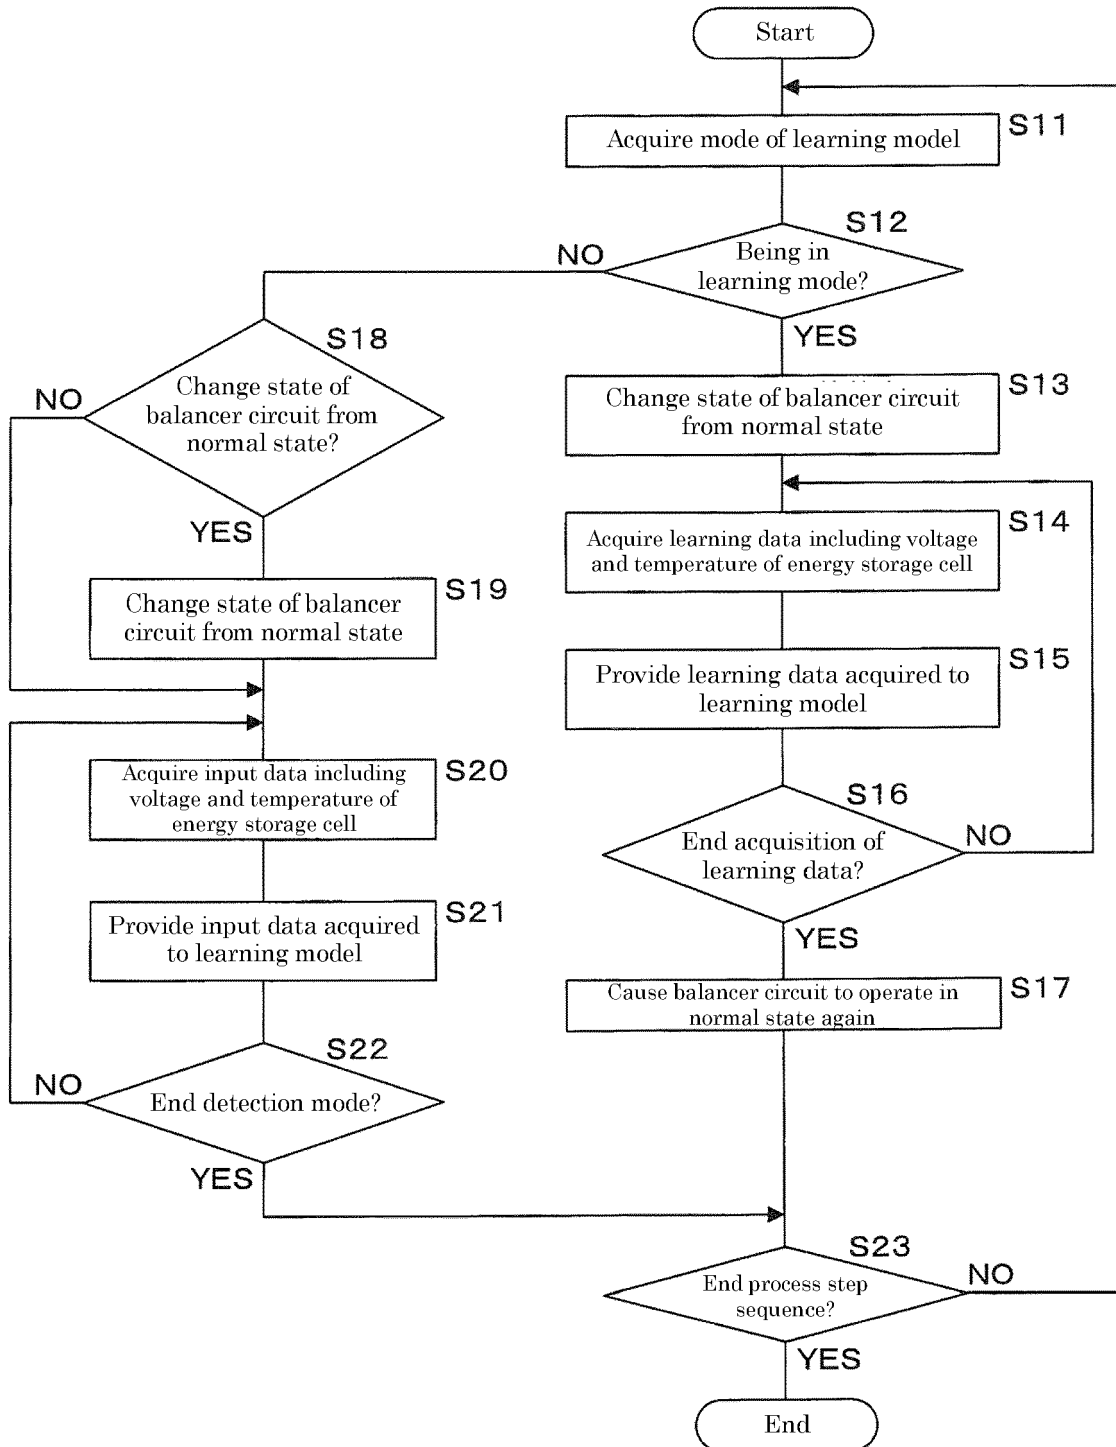 Start
S11
Acquire mode of learning model
S12
Being in
learning mode?
NO
YES
S13
Change state of balancer circuit
from normal state
S14
Acquire learning data including voltage
and temperature of energy storage cell
S15
Provide learning data acquired to
learning model
S16
End acquisition of
learning data?
NO
YES
S17
Cause balancer circuit to operate in
normal state again
S18
Change state of
balancer circuit from
normal state?
NO
YES
S19
Change state of balancer
circuit from normal state
S20
Acquire input data including
voltage and temperature of
energy storage cell
S21
Provide input data acquired
to learning model
S22
End detection mode?
NO
YES
S23
End process step
sequence?
NO
YES
End